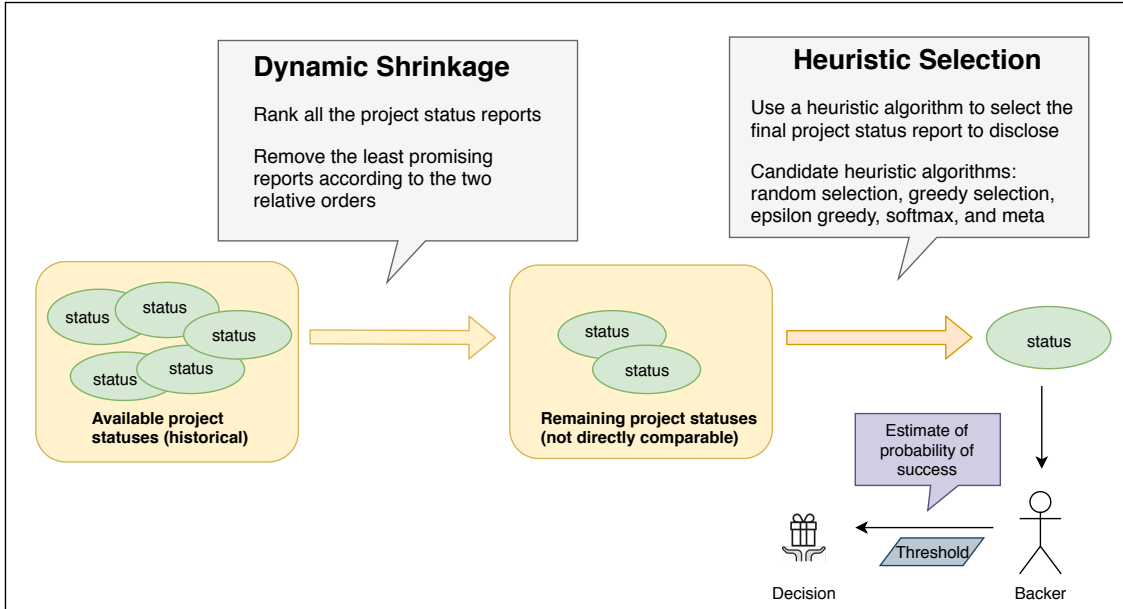 Dynamic Shrinkage
Rank all the project status reports
Remove the least promising
reports according to the two
relative orders
Heuristic Selection
Use a heuristic algorithm to select the
final project status report to disclose
Candidate heuristic algorithms:
random selection, greedy selection,
epsilon greedy, softmax, and meta
status
status
status
status
status
Available project
statuses (historical)
status
status
Remaining project statuses
(not directly comparable)
status
Estimate of
probability of
success
Threshold
Decision
Backer